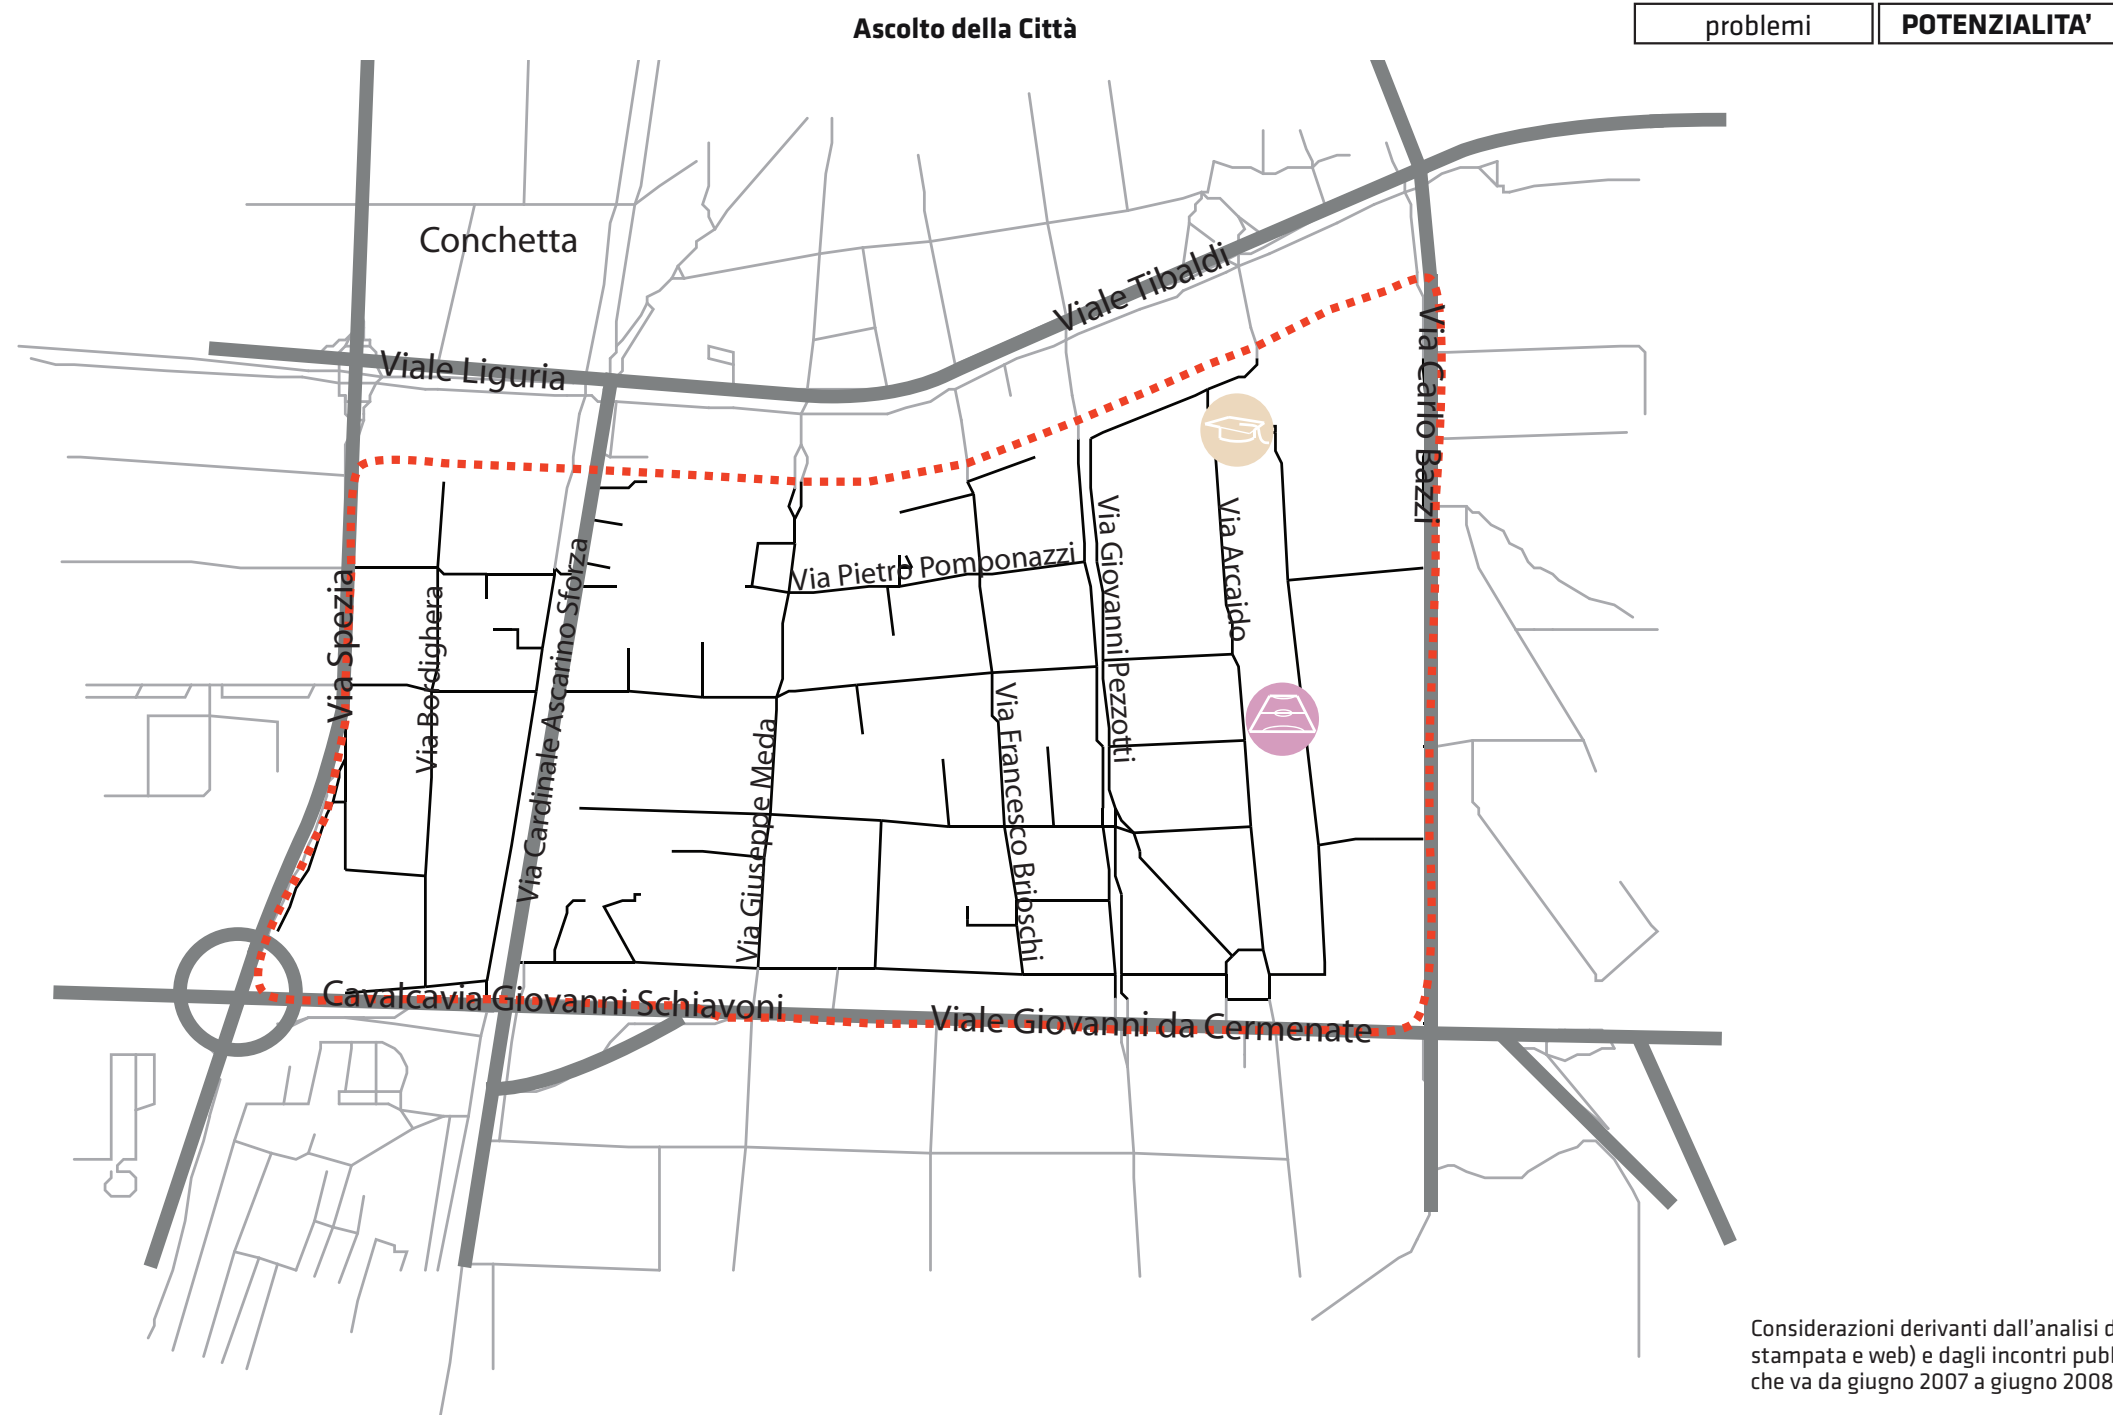 Ascolto della Città
problemi
POTENZIALITA’
Conchetta
Viale Tibaldi
Viale Liguria
Via Carlo Bazzi
Via Pietro Pomponazzi
Via Giovanni Pezzotti
Via Arcaido
Via Spezia
Via Bordighera
Via Cardinale Ascarino Sforza
Via Giuseppe Meda
Via Francesco Brioschi
Cavalcavia Giovanni Schiavoni
Viale Giovanni da Cermenate
Considerazioni derivanti dall’analisi
stampata e web) e dagli incontri
che va da giugno 2007 a giugno 2008